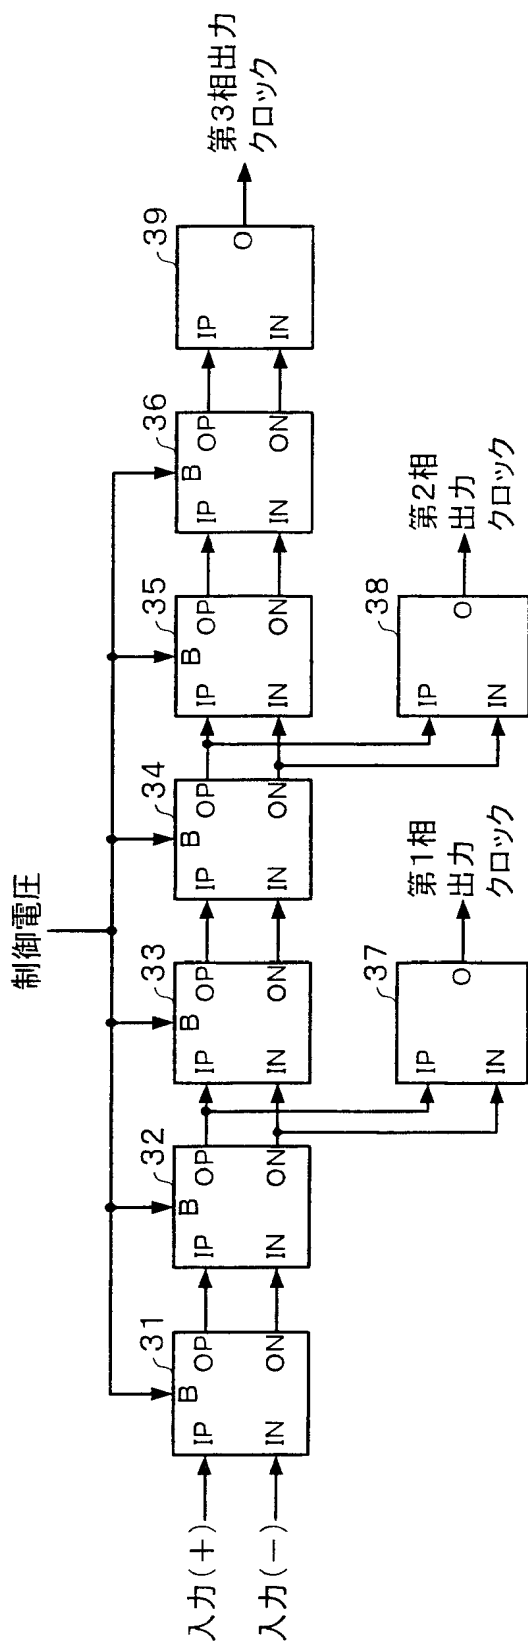 制御電圧
入力(+)
入力(-)
31
B
IP
OP
IN
ON
32
B
IP
OP
IN
ON
33
B
IP
OP
IN
ON
34
B
IP
OP
IN
ON
35
B
IP
OP
IN
ON
36
B
IP
OP
IN
ON
39
IP
IN
O
第3相出力
クロック
37
IP
IN
O
第1相
出力
クロック
38
IP
IN
O
第2相
出力
クロック